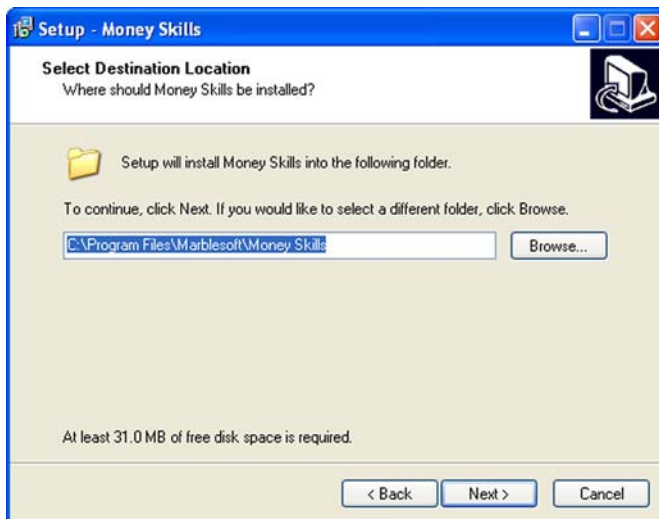 Setup - Money Skills
Select Destination Location
Where should Money Skills be installed?
Setup will install Money Skills into the following folder.
To continue, click Next. If you would like to select a different folder, click Browse.
C:\Program Files\Marblesoft\Money Skills
Browse...
At least 31.0 MB of free disk space is required.
< Back
Next >
Cancel